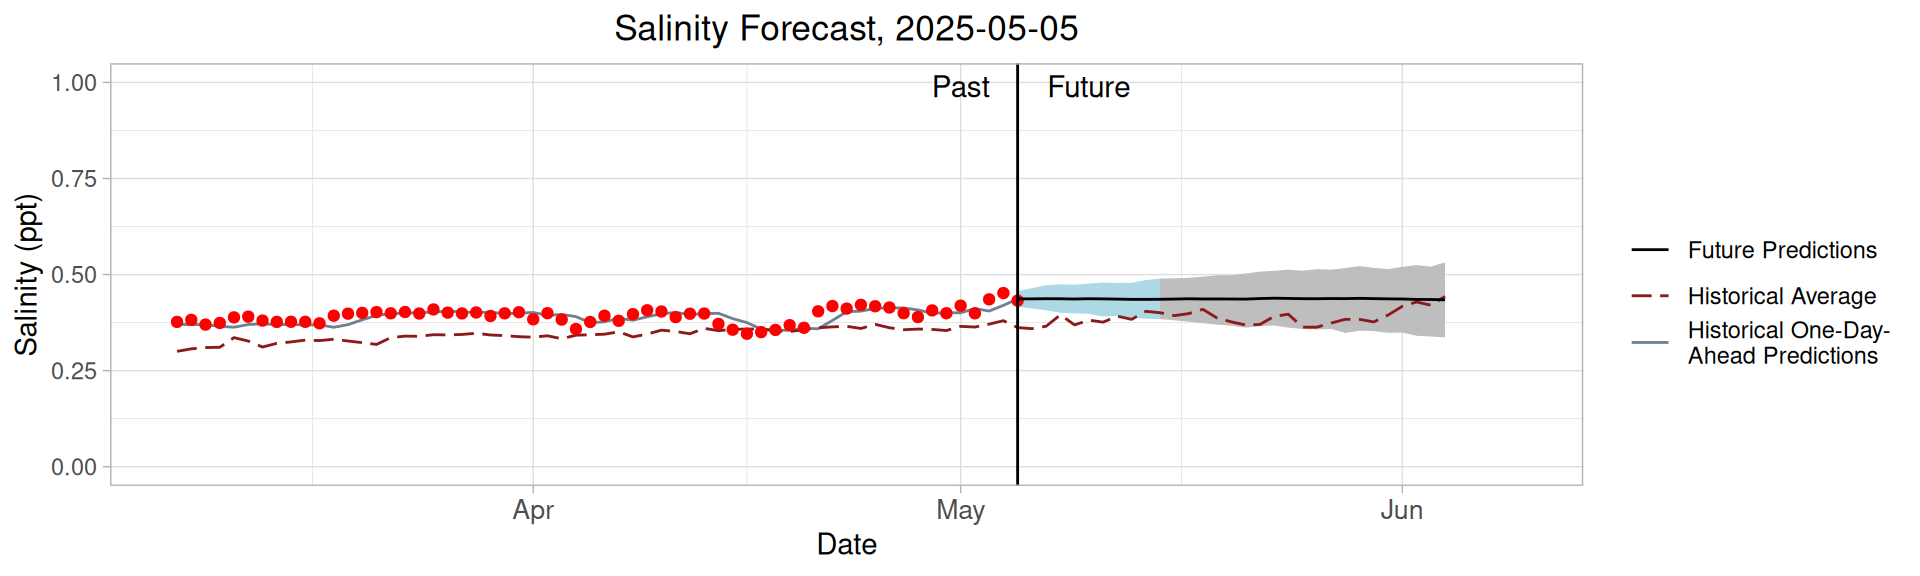 Salinity Forecast, 2025-05-05
Past
Future
1.00
0.75
0.50
0.25
0.00
Salinity (ppt)
Apr
May
Jun
Date
Future Predictions
Historical Average
Historical One-Day-
Ahead Predictions